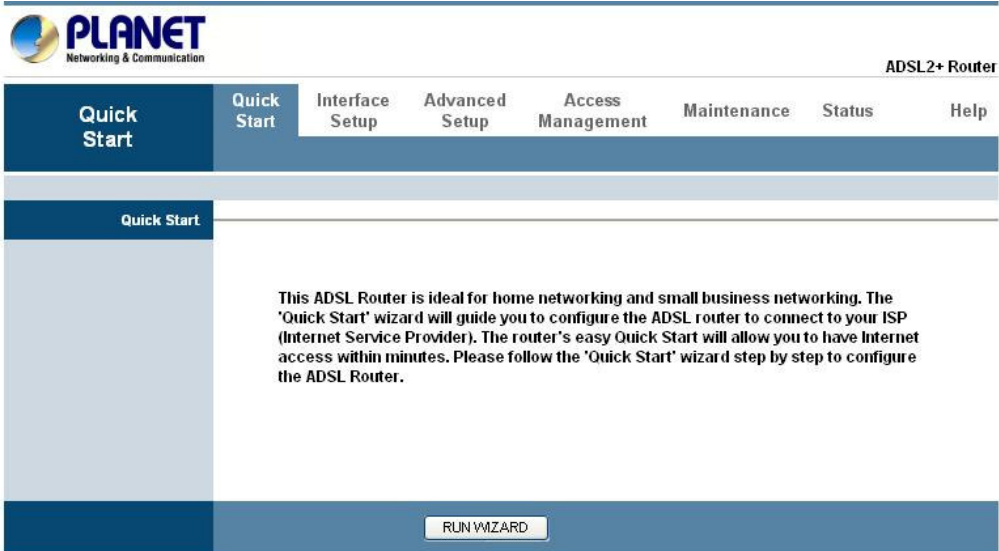 PLANET
Networking & Communication
ADSL2+ Router
Quick
Start
Quick
Start
Interface
Setup
Advanced
Setup
Access
Management
Maintenance
Status
Help
Quick Start
This ADSL Router is ideal for home networking and small business networking. The
'Quick Start' wizard will guide you to configure the ADSL router to connect to your ISP
(Internet Service Provider). The router's easy Quick Start will allow you to have Internet
access within minutes. Please follow the 'Quick Start' wizard step by step to configure
the ADSL Router.
RUN WIZARD